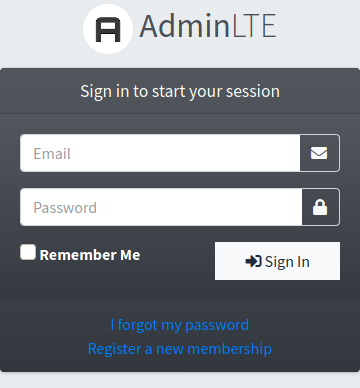 AdminLTE
Sign in to start your session
Email
Password
Remember Me
Sign In
I forgot my password
Register a new membership